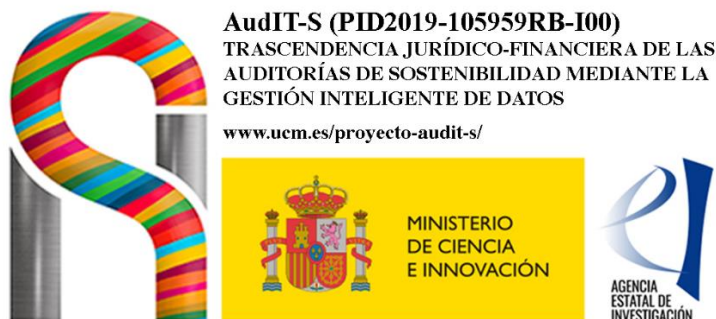 AudIT-S (PID2019-105959RB-I00)
TRASCENDENCIA JURÍDICO-FINANCIERA DE LAS
AUDITORÍAS DE SOSTENIBILIDAD MEDIANTE LA
GESTIÓN INTELIGENTE DE DATOS
www.ucm.es/proyecto-audit-s/
MINISTERIO
DE CIENCIA
E INNOVACIÓN
AGENCIA
ESTATAL DE
INVESTIGACIÓN